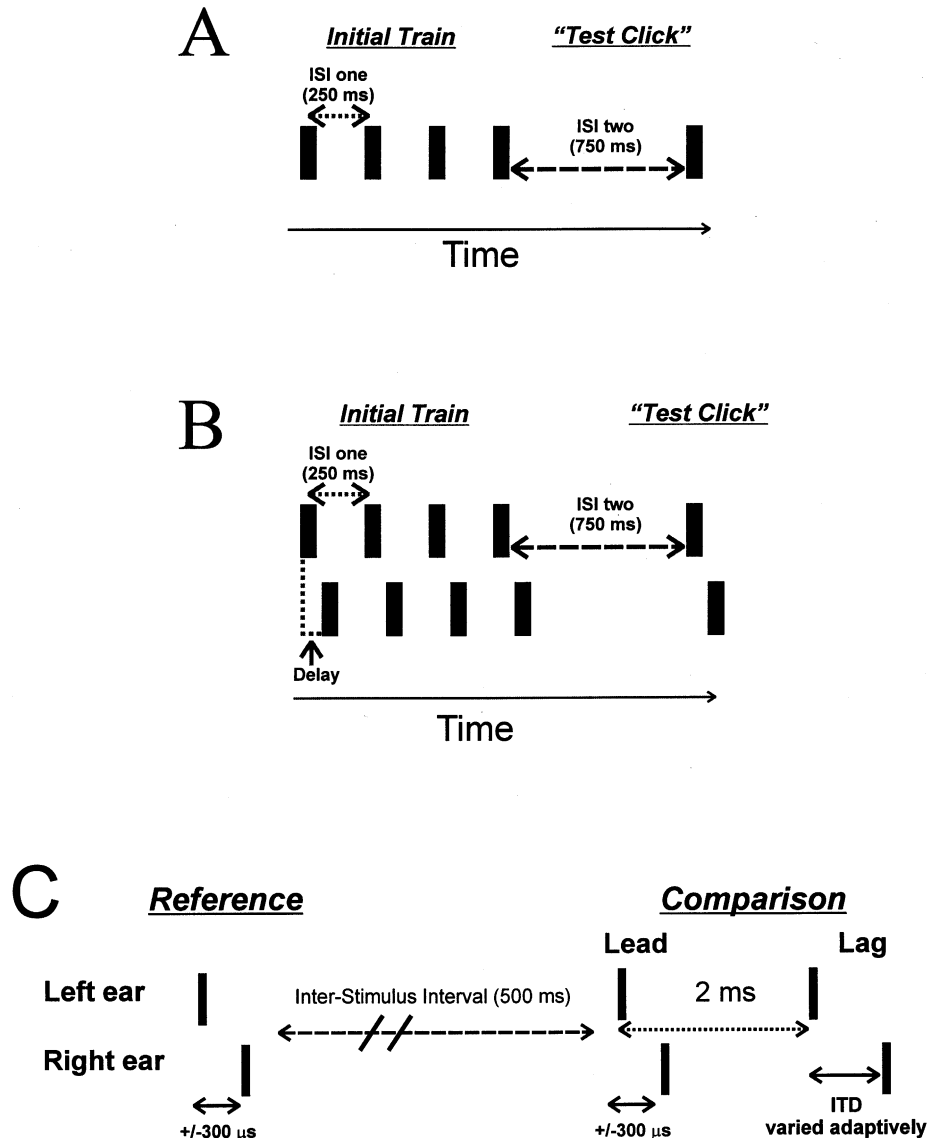 A
Initial Train
"Test Click"
ISI one
(250 ms)
ISI two
(750 ms)
Time
B
Initial Train
"Test Click"
ISI one
(250 ms)
ISI two
(750 ms)
Delay
Time
C
Reference
Comparison
Lead
Lag
Left ear
Inter-Stimulus Interval (500 ms)
2 ms
Right ear
+/-300 μs
+/-300 μs
ITD
varied adaptively